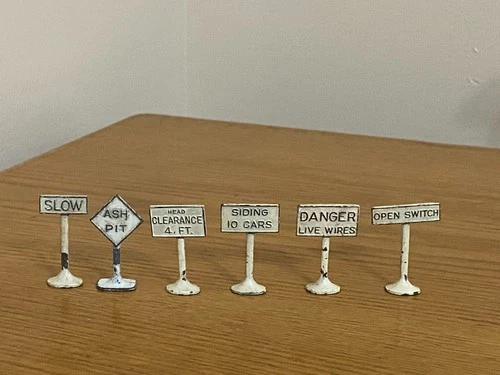 SLOW
ASH
PIT
HEAD
CLEARANCE
4. FT.
SIDING
10 CARS
DANGER
LIVE WIRES
OPEN SWITCH